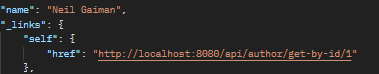 "name": "Neil Gaiman",
"_links": {
"self": {
"href": "http://localhost:8080/api/author/get-by-id/1"
},